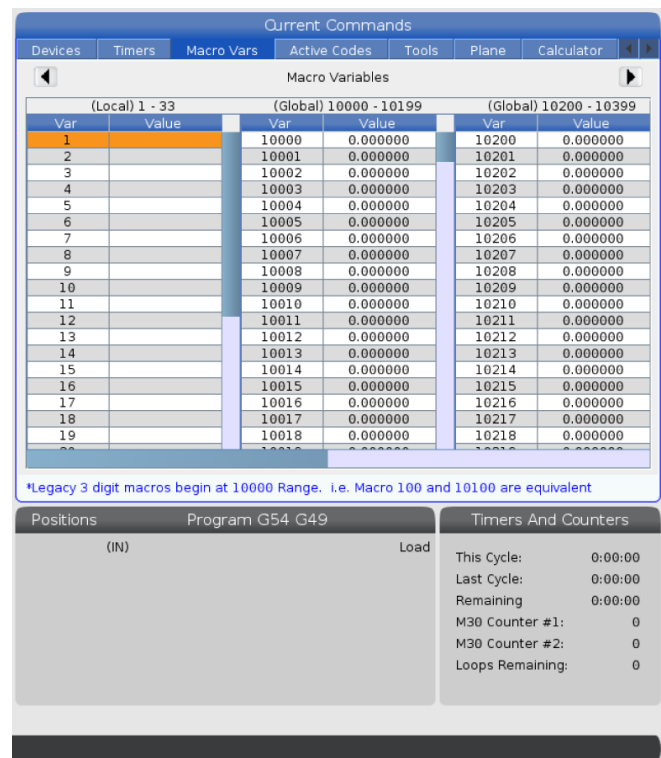 Current Commands
Devices Timers Macro Vars Active Codes Tools Plane Calculator
Macro Variables
(Local) 1 - 33 (Global) 10000 - 10199 (Global) 10200 - 10399
Var Value Var Value Var Value
1 10000 0.000000 10200 0.000000
2 10001 0.000000 10201 0.000000
3 10002 0.000000 10202 0.000000
4 10003 0.000000 10203 0.000000
5 10004 0.000000 10204 0.000000
6 10005 0.000000 10205 0.000000
7 10006 0.000000 10206 0.000000
8 10007 0.000000 10207 0.000000
9 10008 0.000000 10208 0.000000
10 10009 0.000000 10209 0.000000
11 10010 0.000000 10210 0.000000
12 10011 0.000000 10211 0.000000
13 10012 0.000000 10212 0.000000
14 10013 0.000000 10213 0.000000
15 10014 0.000000 10214 0.000000
16 10015 0.000000 10215 0.000000
17 10016 0.000000 10216 0.000000
18 10017 0.000000 10217 0.000000
19 10018 0.000000 10218 0.000000
*Legacy 3 digit macros begin at 10000 Range. i.e. Macro 100 and 10100 are equivalent
Positions Program G54 G49
(IN) Load
Timers And Counters
This Cycle: 0:00:00
Last Cycle: 0:00:00
Remaining 0:00:00
M30 Counter #1: 0
M30 Counter #2: 0
Loops Remaining: 0